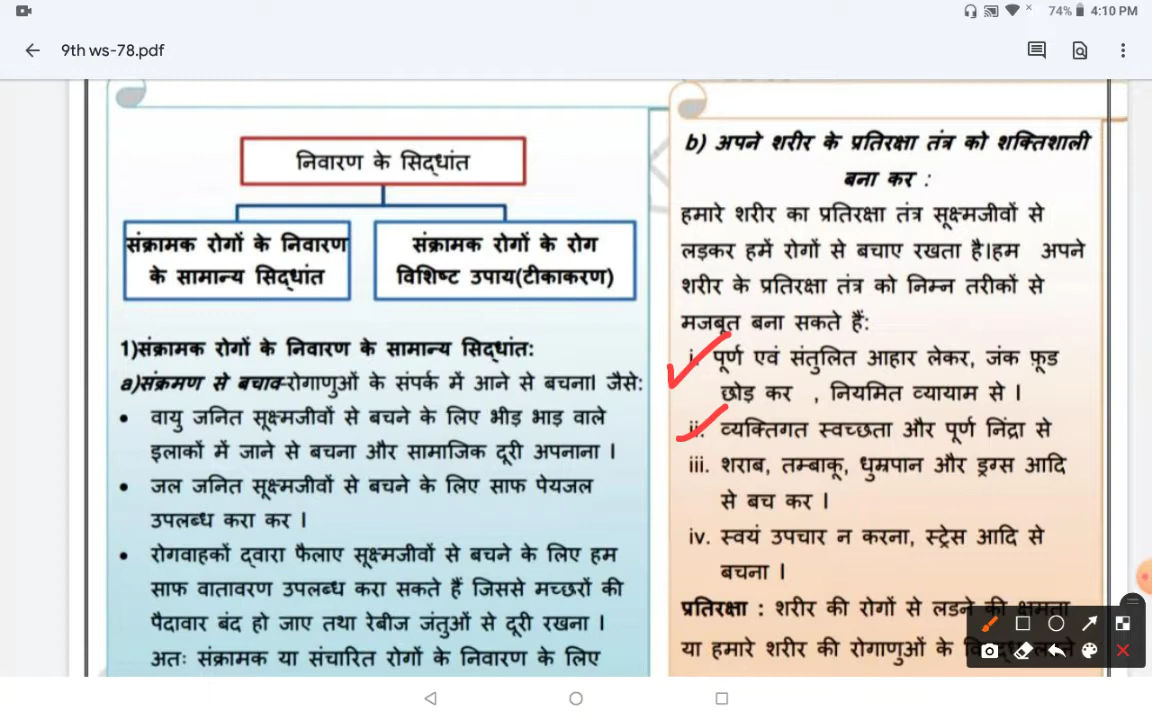 74% 4:10 PM
9th ws-78.pdf
निवारण के सिद्धांत
संक्रामक रोगों के निवारण
के सामान्य सिद्धांत
संक्रामक रोगों के रोग
विशिष्ट उपाय(टीकाकरण)
1)संक्रामक रोगों के निवारण के सामान्य सिद्धांत:
a)संक्रमण से बचाव-रोगाणुओं के संपर्क में आने से बचना। जैसे:
• वायु जनित सूक्ष्मजीवों से बचने के लिए भीड़ भाड़ वाले
इलाकों में जाने से बचना और सामाजिक दूरी अपनाना ।
• जल जनित सूक्ष्मजीवों से बचने के लिए साफ पेयजल
उपलब्ध करा कर ।
• रोगवाहकों द्वारा फैलाए सूक्ष्मजीवों से बचने के लिए हम
साफ वातावरण उपलब्ध करा सकते हैं जिससे मच्छरों की
पैदावार बंद हो जाए तथा रेबीज जंतुओं से दूरी रखना ।
अतः संक्रामक या संचारित रोगों के निवारण के लिए
b) अपने शरीर के प्रतिरक्षा तंत्र को शक्तिशाली
बना कर :
हमारे शरीर का प्रतिरक्षा तंत्र सूक्ष्मजीवों से
लड़कर हमें रोगों से बचाए रखता है।हम अपने
शरीर के प्रतिरक्षा तंत्र को निम्न तरीकों से
मजबूत बना सकते हैं:
i. पूर्ण एवं संतुलित आहार लेकर, जंक फ़ूड
छोड़ कर , नियमित व्यायाम से ।
ii. व्यक्तिगत स्वच्छता और पूर्ण निंद्रा से
iii. शराब, तम्बाकू, धुम्रपान और ड्रग्स आदि
से बच कर ।
iv. स्वयं उपचार न करना, स्ट्रेस आदि से
बचना ।
प्रतिरक्षा : शरीर की रोगों से लडने की क्षमता
या हमारे शरीर की रोगाणुओं के